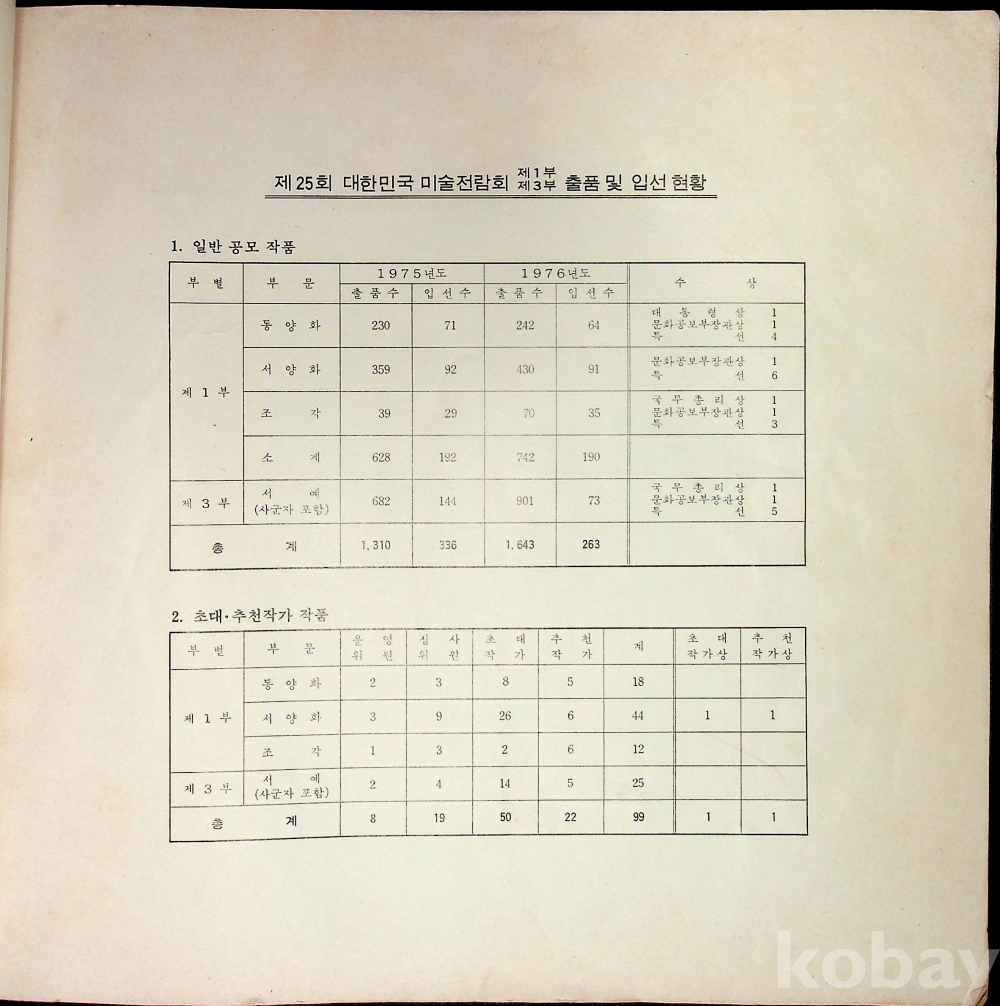 제25회 대한민국 미술전람회 제1부 제3부 출품 및 입선 현황
1. 일반 공모 작품
부 별 부 문 1975년도 1976년도 수 상
출 품 수 입 선 수 출 품 수 입 선 수
제 1 부
동 양 화 230 71 242 64
대 통 령 상 1
문화공보부장관상 1
특 선 4
서 양 화 359 92 430 91
문화공보부장관상 1
특 선 6
조 각 39 29 70 35
국 무 총 리 상 1
문화공보부장관상 1
특 선 3
소 계 628 192 742 190
제 3 부
서 예
(사군자 포함) 682 144 901 73
국 무 총 리 상 1
문화공보부장관상 1
특 선 5
총 계 1,310 336 1,643 263
2. 초대·추천작가 작품
부 별 부 문 운 영 위 원 심 사 위 원 초 대 작 가 추 천 작 가 계 초 대 작가상 추 천 작가상
제 1 부
동 양 화 2 3 8 5 18
서 양 화 3 9 26 6 44 1 1
조 각 1 3 2 6 12
제 3 부
서 예
(사군자 포함) 2 4 14 5 25
총 계 8 19 50 22 99 1 1
kobay